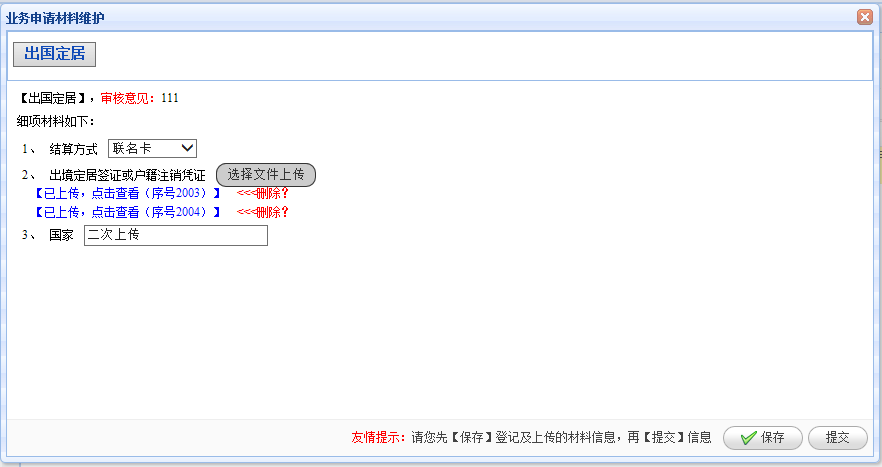 业务申请材料维护
出国定居
【出国定居】，审核意见：111
细项材料如下：
1、 结算方式 联名卡
2、 出境定居签证或户籍注销凭证 选择文件上传
【已上传，点击查看（序号2003）】 <<<删除?
【已上传，点击查看（序号2004）】 <<<删除?
3、 国家 二次上传
友情提示：请您先【保存】登记及上传的材料信息，再【提交】信息 保存 提交